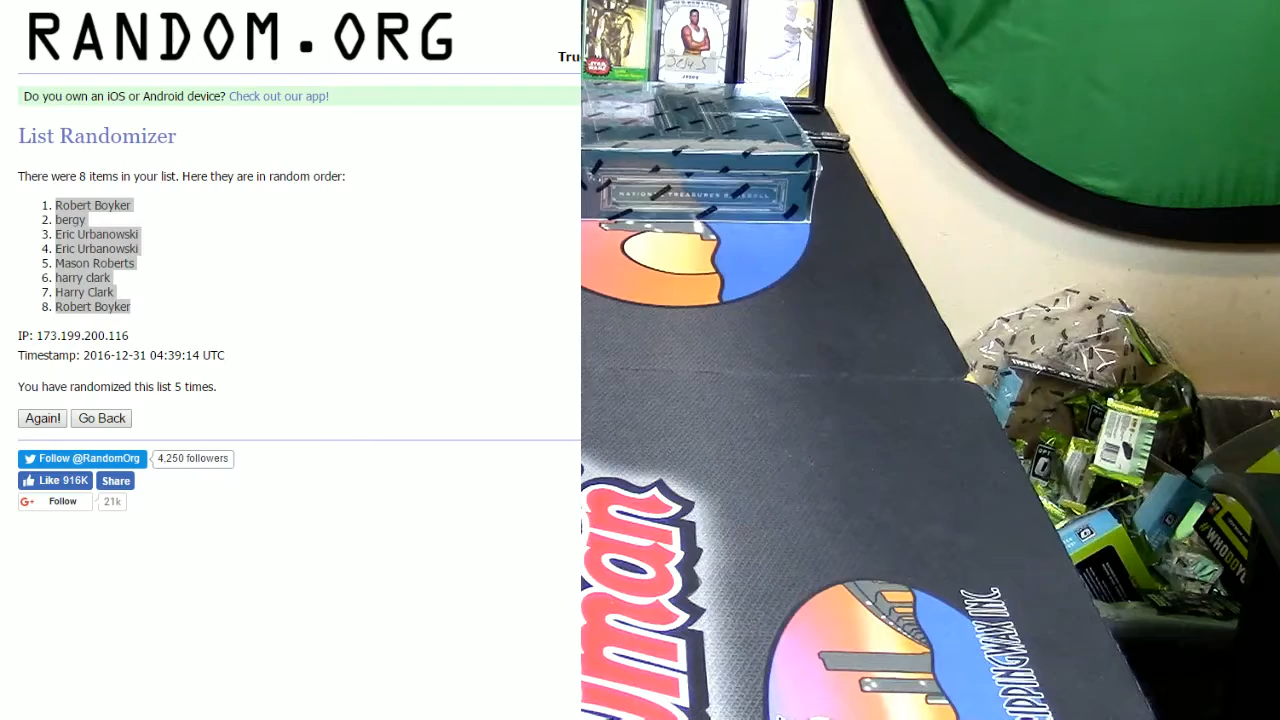 RANDOM.ORG
Tru
Do you own an iOS or Android device? Check out our app!
List Randomizer
There were 8 items in your list. Here they are in random order:
1. Robert Boyker
2. bergy
3. Eric Urbanowski
4. Eric Urbanowski
5. Mason Roberts
6. harry clark
7. Harry Clark
8. Robert Boyker
IP: 173.199.200.116
Timestamp: 2016-12-31 04:39:14 UTC
You have randomized this list 5 times.
Again! Go Back
Follow @RandomOrg 4,250 followers
Like 916K Share
G+ Follow 21k
STAR WARS
NATIONAL TREASURES BASEBALL
man
RIPPINGWAX INC
#WHODOYOU